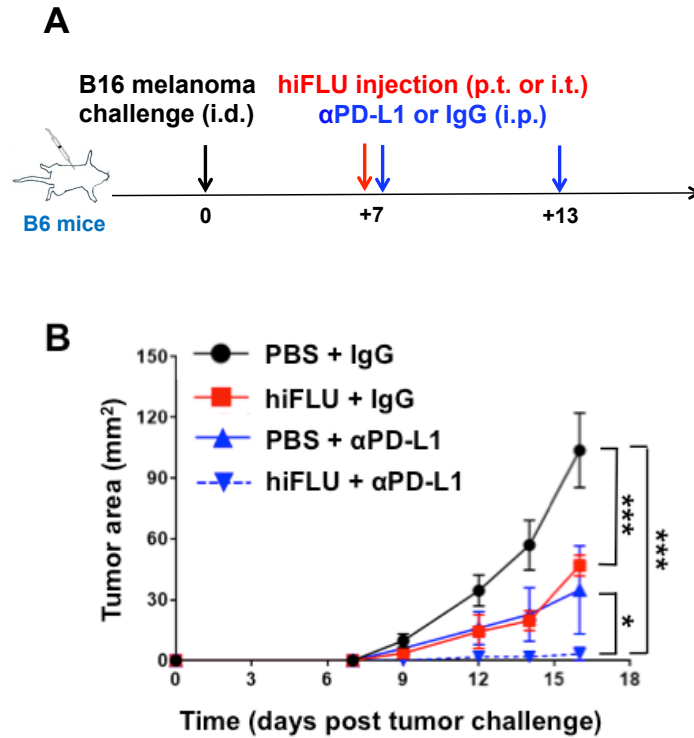 A
B16 melanoma
challenge (i.d.)
hiFLU injection (p.t. or i.t.)
αPD-L1 or IgG (i.p.)
B6 mice
0
+7
+13
B
PBS + IgG
hiFLU + IgG
PBS + αPD-L1
hiFLU + αPD-L1
Tumor area (mm²)
150
120
90
60
30
0
***
***
*
0
3
6
9
12
15
18
Time (days post tumor challenge)